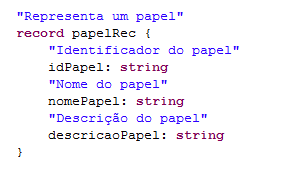 "Representa um papel"
record papelRec {
"Identificador do papel"
idPapel: string
"Nome do papel"
nomePapel: string
"Descrição do papel"
descricaoPapel: string
}